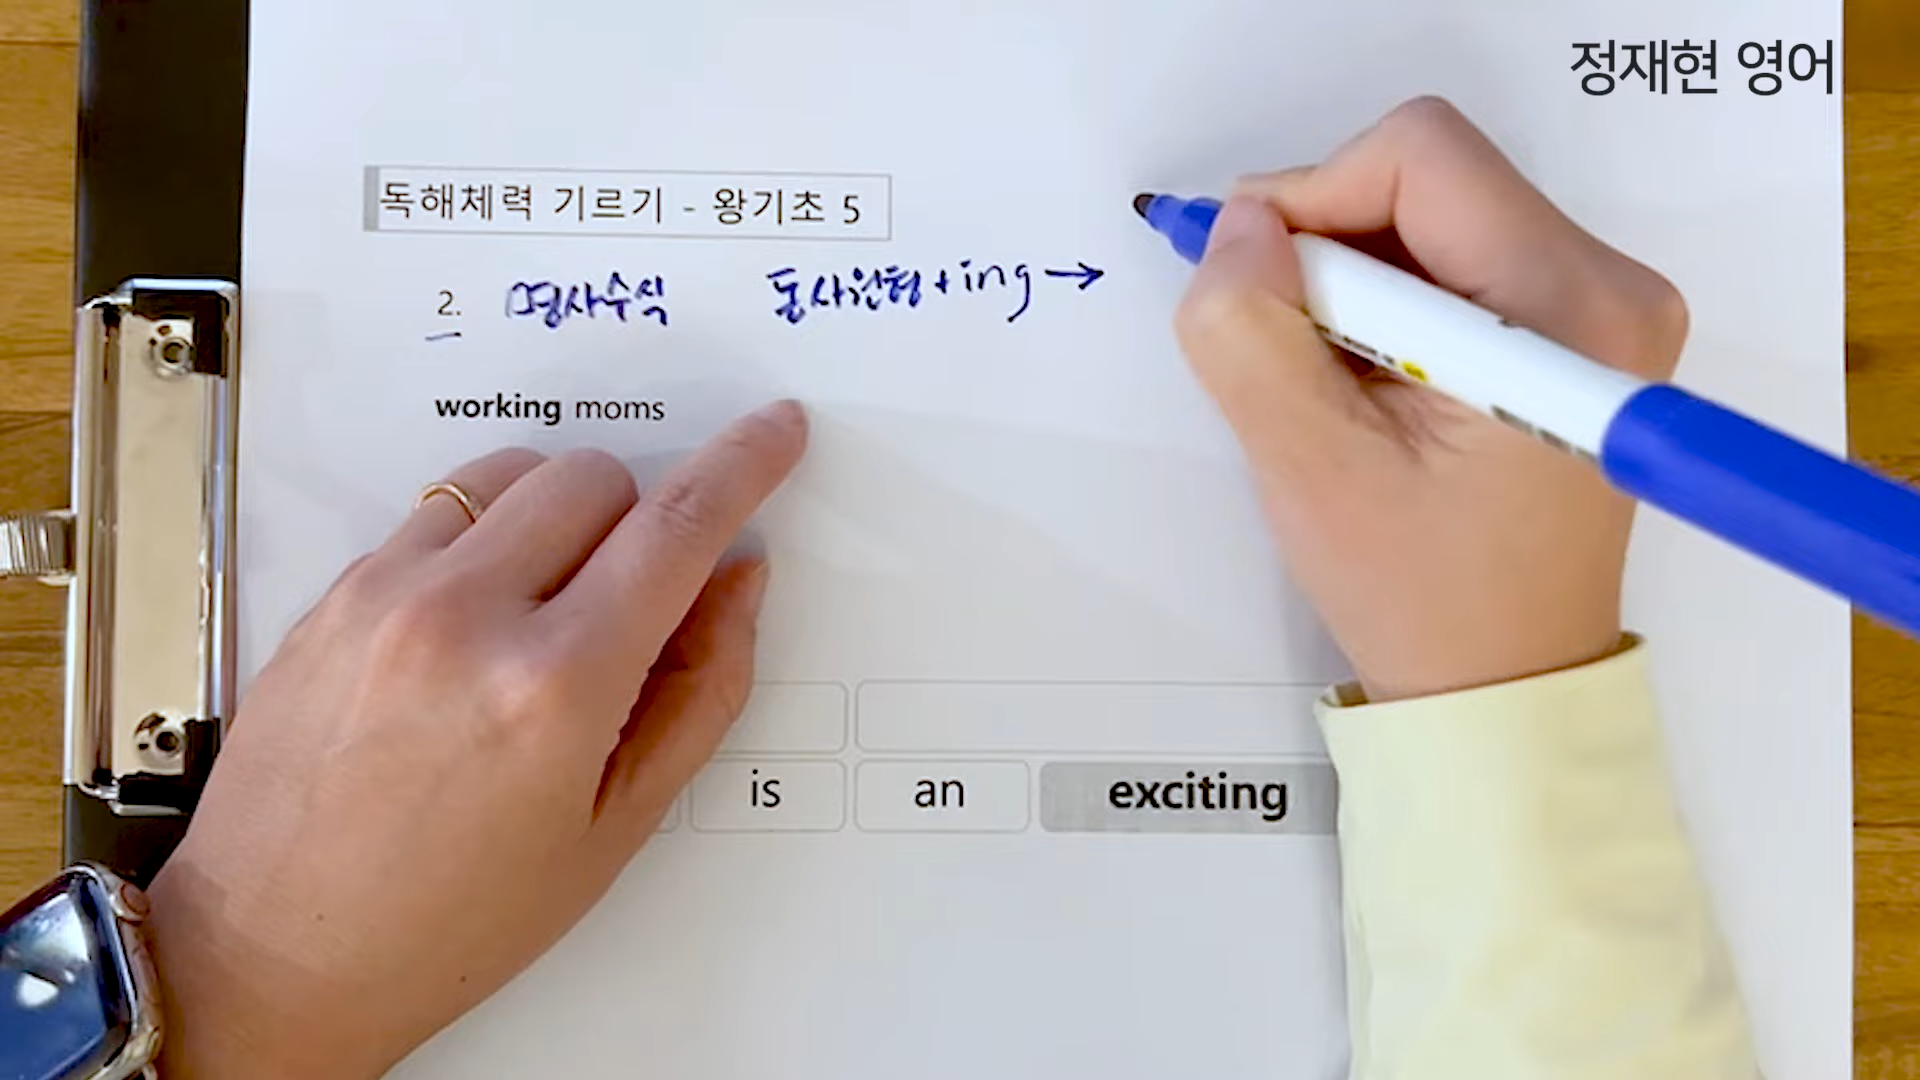 정재현 영어
독해체력 기르기 - 왕기초 5
2. 명사수식 동사원형+ing→
working moms
is an exciting